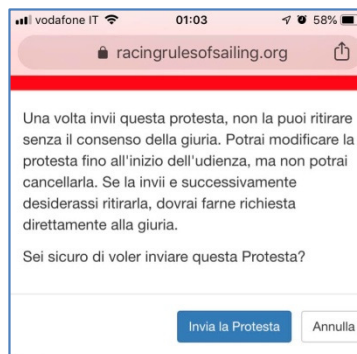 vodafone IT 01:03 58%
racingrulesofsailing.org
Una volta invii questa protesta, non la puoi ritirare
senza il consenso della giuria. Potrai modificare la
protesta fino all'inizio dell'udienza, ma non potrai
cancellarla. Se la invii e successivamente
desiderassi ritirarla, dovrai farne richiesta
direttamente alla giuria.
Sei sicuro di voler inviare questa Protesta?
Invia la Protesta Annulla